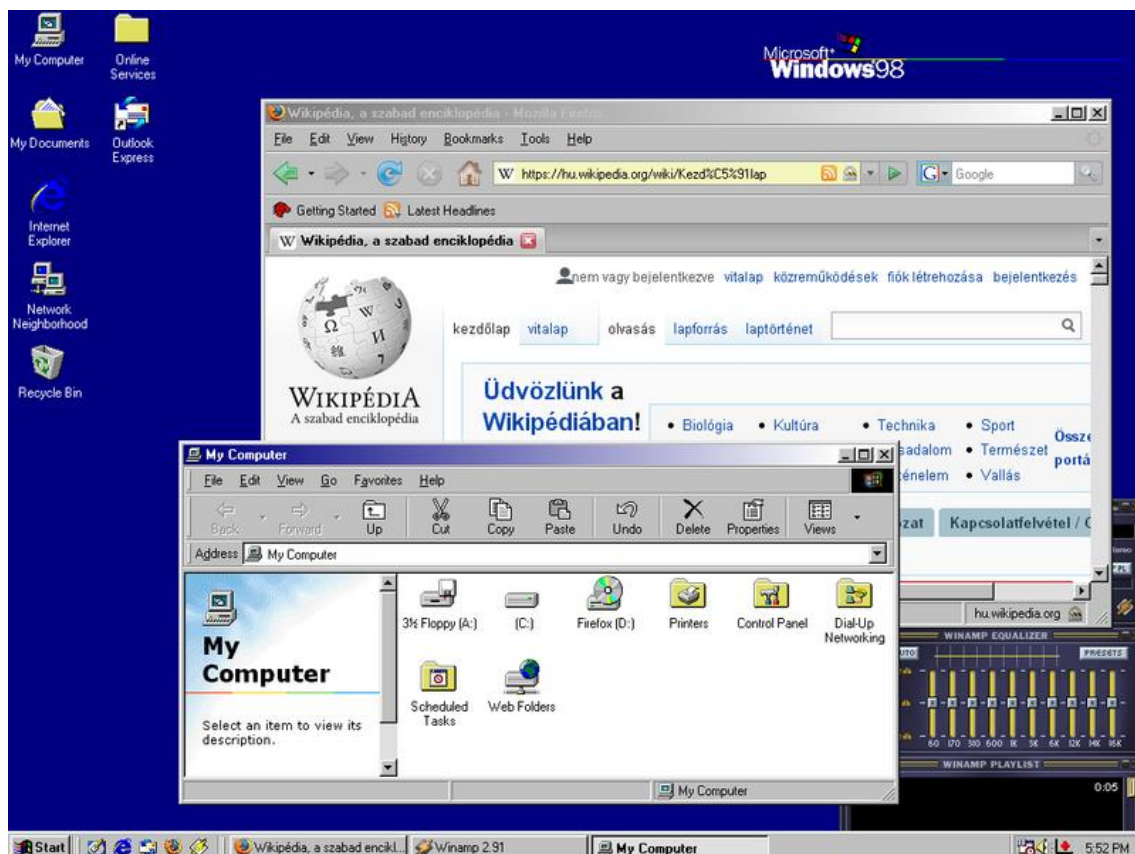 My Computer
Online
Services
Microsoft
Windows98
My Documents
Outlook
Express
Internet
Explorer
Network
Neighborhood
Recycle Bin
Wikipédia, a szabad enciklopédia - Mozilla Firefox
File Edit View History Bookmarks Tools Help
https://hu.wikipedia.org/wiki/Kezd%C5%91lap
G
Google
Getting Started Latest Headlines
W Wikipédia, a szabad enciklopédia
nem vagy bejelentkezve vitalap közreműködések fiók létrehozása bejelentkezés
kezdőlap vitalap olvasás lapforrás laptörténet
WIKIPÉDIA
A szabad enciklopédia
Üdvözlünk a
Wikipédiában!
• Biológia • Kultúra • Technika • Sport
sadalom • Természet
énelem • Vallás
Össze
portá
zat Kapcsolatfelvétel /
hu.wikipedia.org
My Computer
File Edit View Go Favorites Help
Back Forward Up Cut Copy Paste Undo Delete Properties Views
Address My Computer
My
Computer
Select an item to view its
description.
3½ Floppy (A:) (C:) Firefox (D:) Printers Control Panel Dial-Up
Networking
Scheduled
Tasks
Web Folders
My Computer
WINAMP EQUALIZER
PRESETS
60 170 310 600 1K 3K 6K 12K 14K 16K
WINAMP PLAYLIST
0:05
Start Wikipédia, a szabad encikl... Winamp 2.91 My Computer 5:52 PM